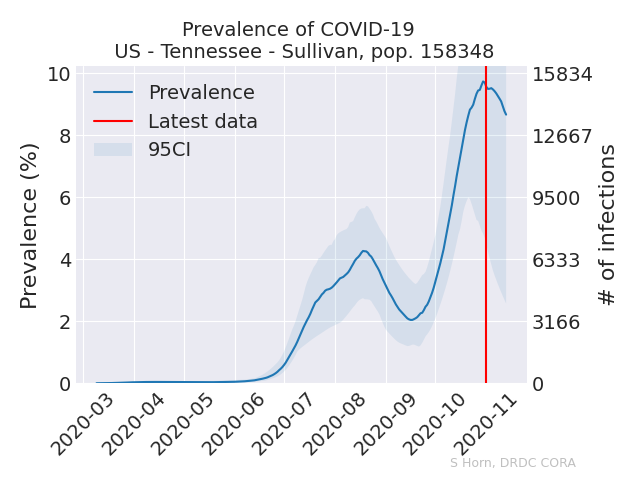 Prevalence of COVID-19
US - Tennessee - Sullivan, pop. 158348
Prevalence
Latest data
95CI
Prevalence (%)
10
8
6
4
2
0
15834
12667
9500
6333
3166
0
# of infections
2020-03
2020-04
2020-05
2020-06
2020-07
2020-08
2020-09
2020-10
2020-11
S Horn, DRDC CORA